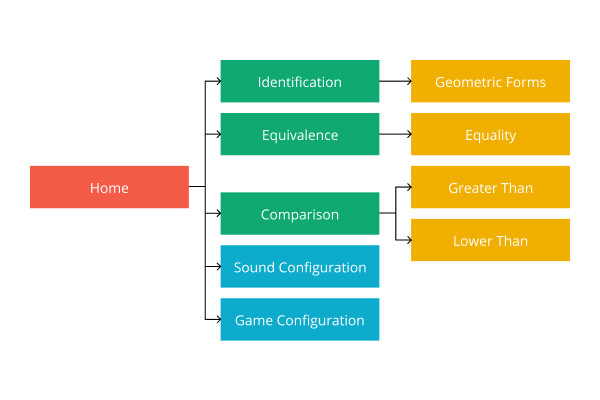 Home
Identification
Equivalence
Comparison
Sound Configuration
Game Configuration
Geometric Forms
Equality
Greater Than
Lower Than